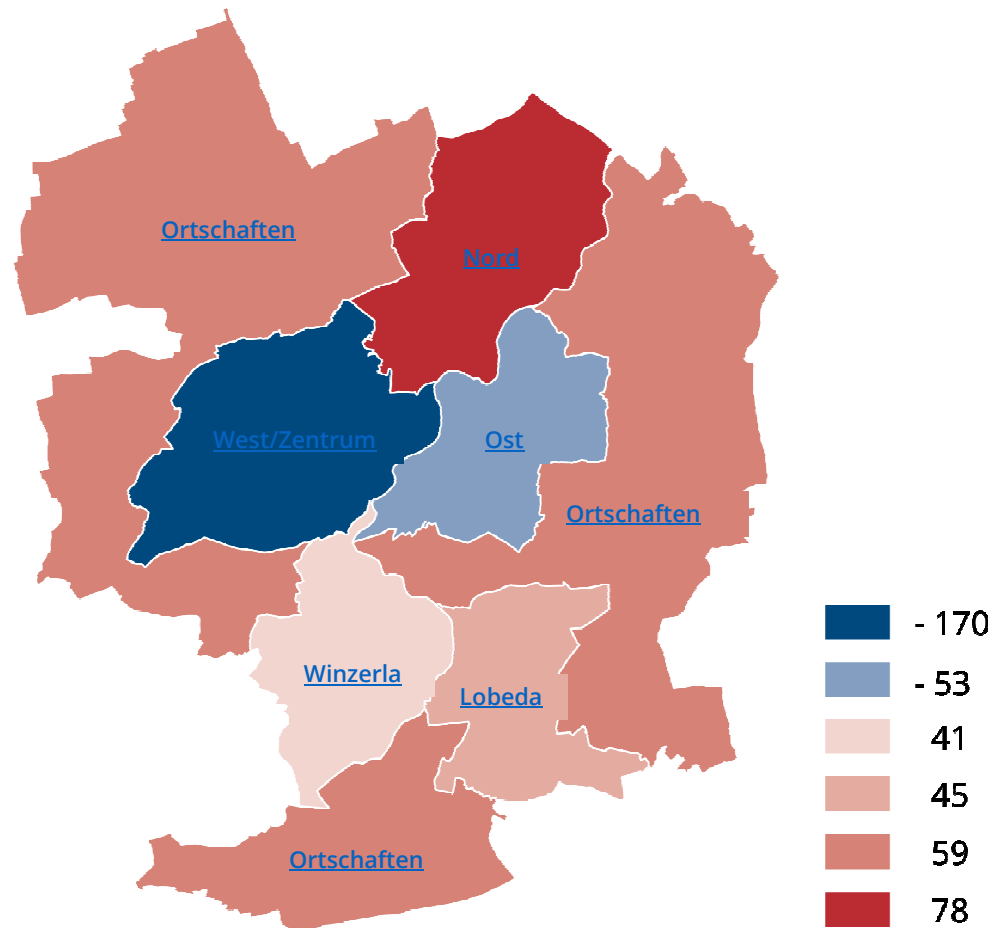 Ortschaften
Nord
West/Zentrum
Ost
Ortschaften
Winzerla
Lobeda
Ortschaften
- 170
- 53
41
45
59
78